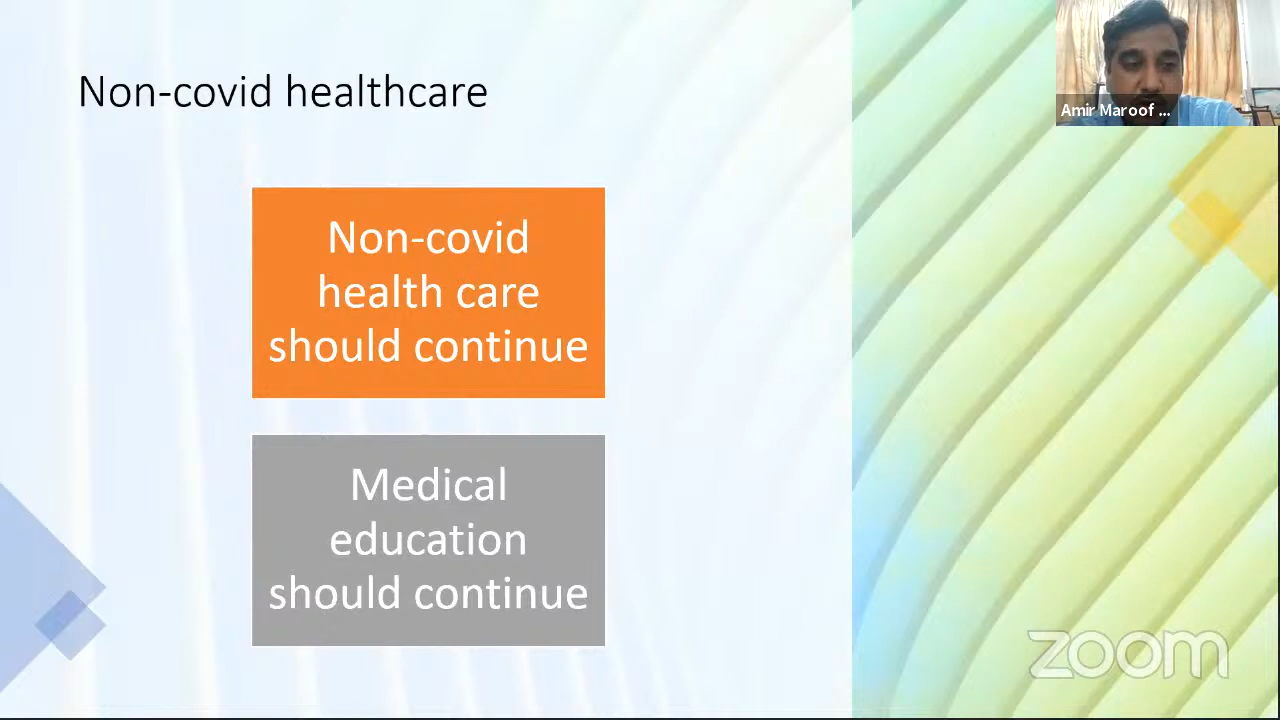 Non-covid healthcare
Amir Maroof ...
Non-covid
health care
should continue
Medical
education
should continue
zoom